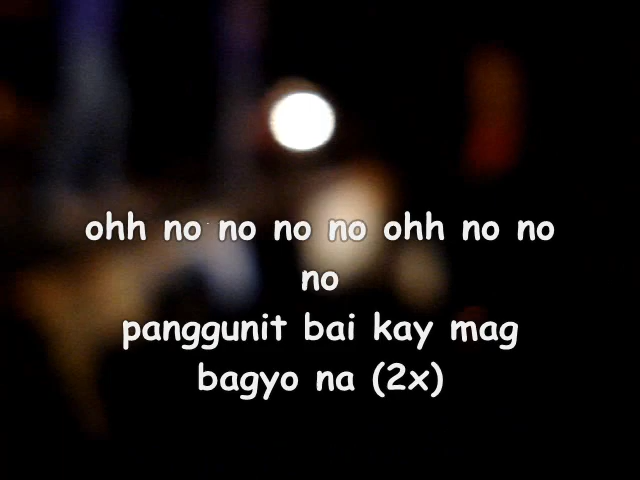 ohh no no no no ohh no no
no
panggunit bai kay mag
bagyo na (2x)